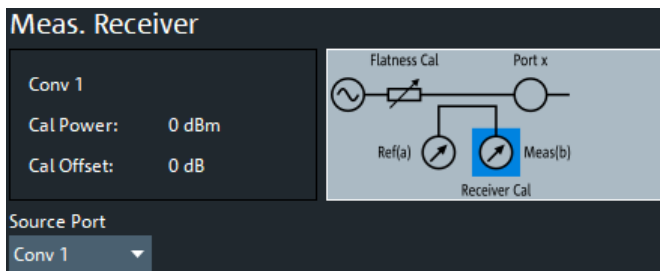 Meas. Receiver
Conv 1
Cal Power: 0 dBm
Cal Offset: 0 dB
Flatness Cal Port x
Ref(a) Meas(b)
Receiver Cal
Source Port
Conv 1